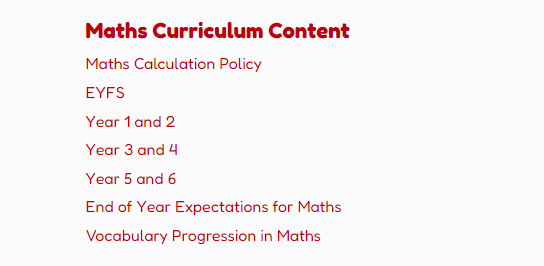 Maths Curriculum Content
Maths Calculation Policy
EYFS
Year 1 and 2
Year 3 and 4
Year 5 and 6
End of Year Expectations for Maths
Vocabulary Progression in Maths